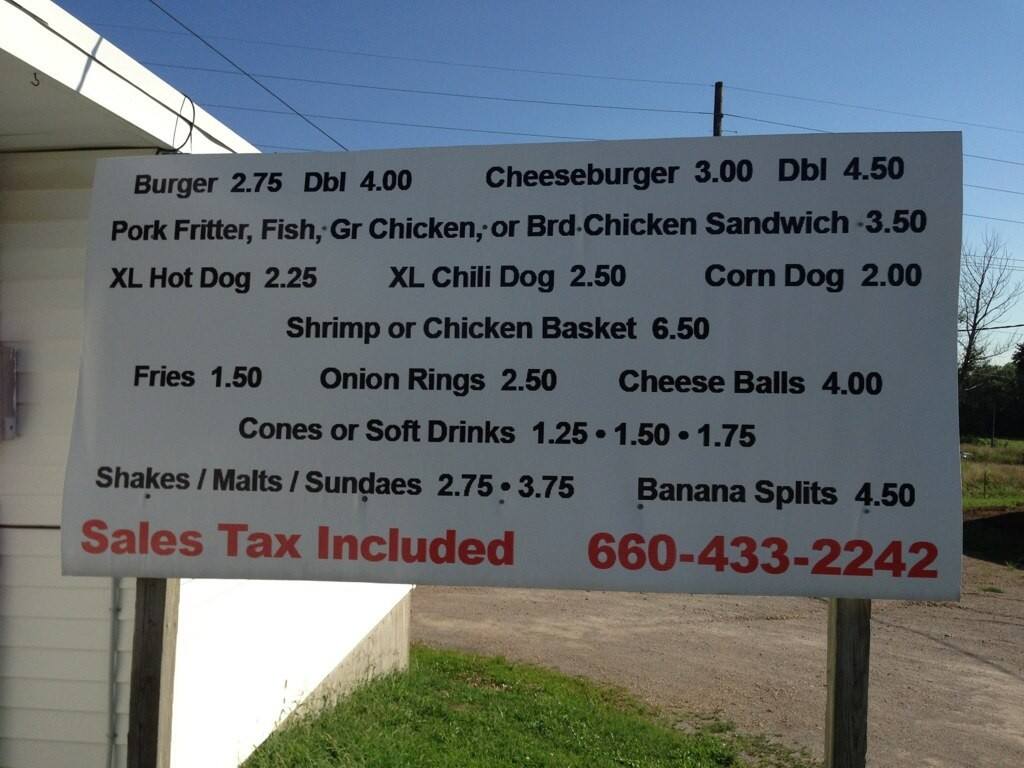 Burger 2.75 Dbl 4.00 Cheeseburger 3.00 Dbl 4.50
Pork Fritter, Fish, Gr Chicken, or Brd Chicken Sandwich 3.50
XL Hot Dog 2.25 XL Chili Dog 2.50 Corn Dog 2.00
Shrimp or Chicken Basket 6.50
Fries 1.50 Onion Rings 2.50 Cheese Balls 4.00
Cones or Soft Drinks 1.25 • 1.50 • 1.75
Shakes / Malts / Sundaes 2.75 • 3.75 Banana Splits 4.50
Sales Tax Included 660-433-2242